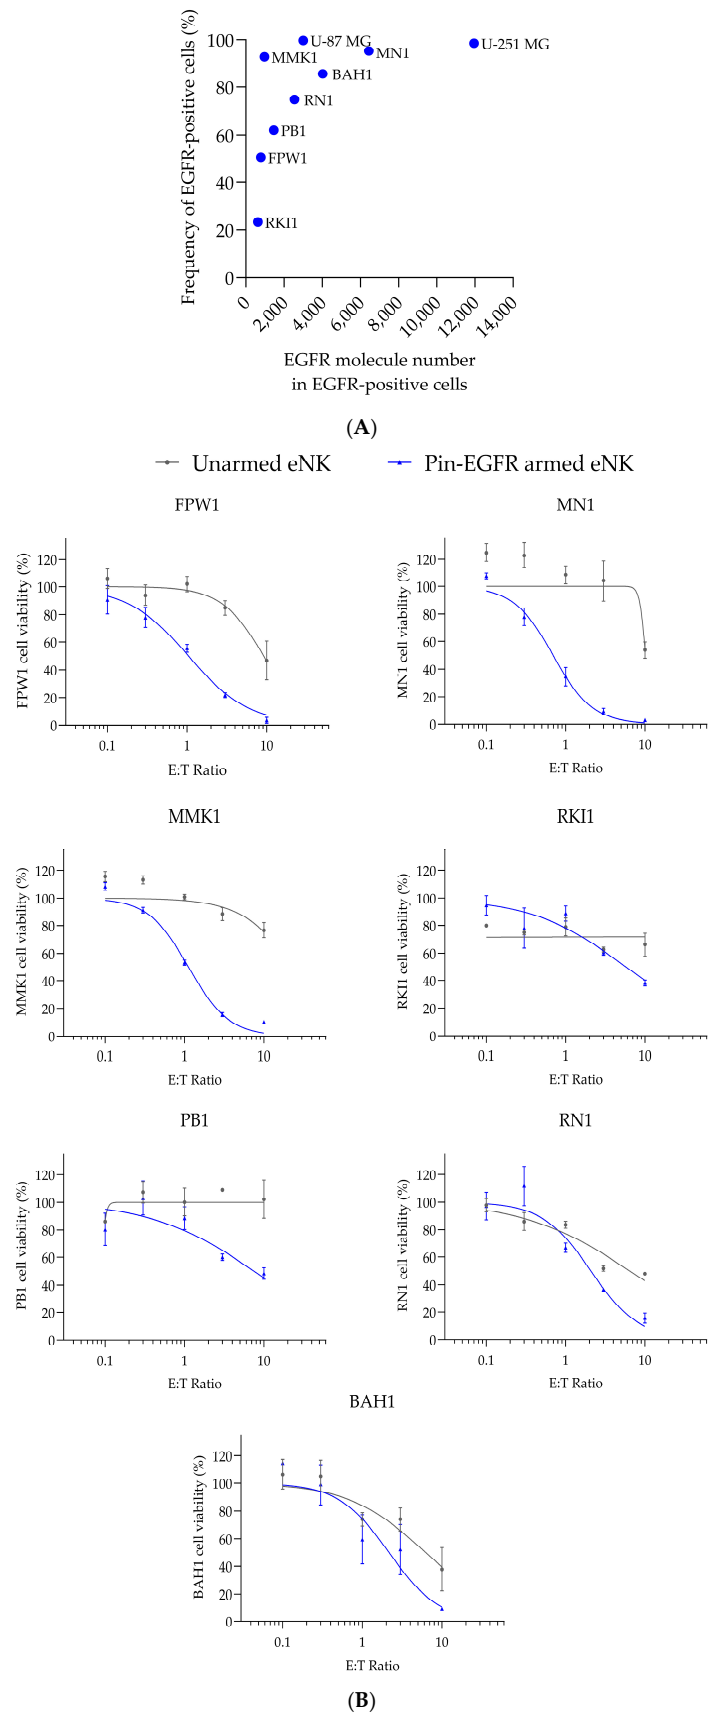 Frequency of EGFR-positive cells (%)
100
80
60
40
20
0
U-87 MG
MMK1
MN1
U-251 MG
BAH1
RN1
PB1
FPW1
RKI1
0
2,000
4,000
6,000
8,000
10,000
12,000
14,000
EGFR molecule number
in EGFR-positive cells
(A)
Unarmed eNK
Pin-EGFR armed eNK
FPW1
FPW1 cell viability (%)
120
100
80
60
40
20
0
0.1
1
10
E:T Ratio
MN1
MN1 cell viability (%)
120
100
80
60
40
20
0
0.1
1
10
E:T Ratio
MMK1
MMK1 cell viability (%)
120
100
80
60
40
20
0
0.1
1
10
E:T Ratio
RKI1
RKI1 cell viability (%)
120
100
80
60
40
20
0
0.1
1
10
E:T Ratio
PB1
PB1 cell viability (%)
120
100
80
60
40
20
0
0.1
1
10
E:T Ratio
RN1
RN1 cell viability (%)
120
100
80
60
40
20
0
0.1
1
10
E:T Ratio
BAH1
BAH1 cell viability (%)
120
100
80
60
40
20
0
0.1
1
10
E:T Ratio
(B)